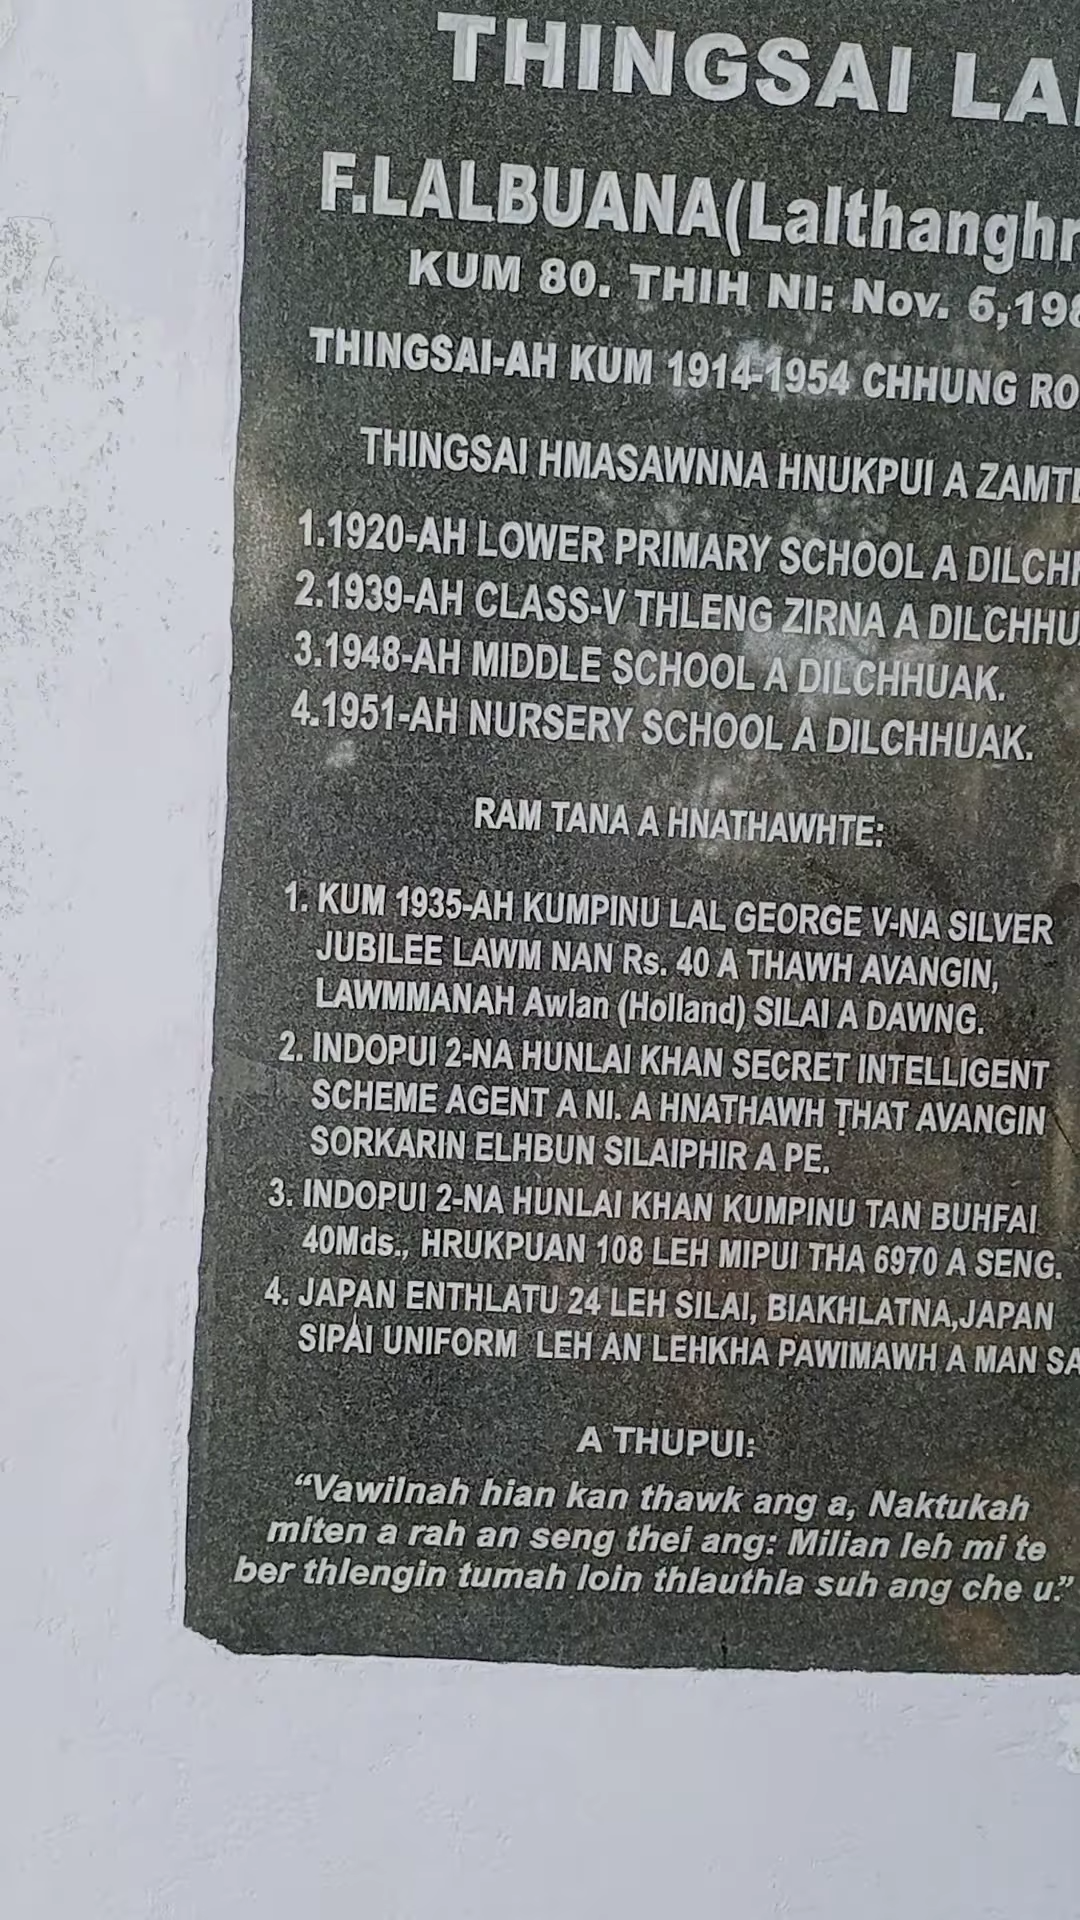 THINGSAI LA
F.LALBUANA(Lalthanghr
KUM 80. THIH NI: Nov. 6,198
THINGSAI-AH KUM 1914-1954 CHHUNG RO
THINGSAI HMASAWNNA HNUKPUI A ZAMT
1.1920-AH LOWER PRIMARY SCHOOL A DILCHH
2.1939-AH CLASS-V THLENG ZIRNA A DILCHHU
3.1948-AH MIDDLE SCHOOL A DILCHHUAK.
4.1951-AH NURSERY SCHOOL A DILCHHUAK.
RAM TANA A HNATHAWHTE:
1. KUM 1935-AH KUMPINU LAL GEORGE V-NA SILVER
JUBILEE LAWM NAN Rs. 40 A THAWH AVANGIN,
LAWMMANAH Awlan (Holland) SILAI A DAWNG.
2. INDOPUI 2-NA HUNLAI KHAN SECRET INTELLIGENT
SCHEME AGENT A NI. A HNATHAWH ṬHAT AVANGIN
SORKARIN ELHBUN SILAIPHIR A PE.
3. INDOPUI 2-NA HUNLAI KHAN KUMPINU TAN BUHFAI
40Mds., HRUKPUAN 108 LEH MIPUI THA 6970 A SENG.
4. JAPAN ENTHLATU 24 LEH SILAI, BIAKHLATNA,JAPAN
SIPAI UNIFORM LEH AN LEHKHA PAWIMAWH A MAN SA
A THUPUI:
“Vawilnah hian kan thawk ang a, Naktukah
miten a rah an seng thei ang: Milian leh mi te
ber thlengin tumah loin thlauthla suh ang che u.”